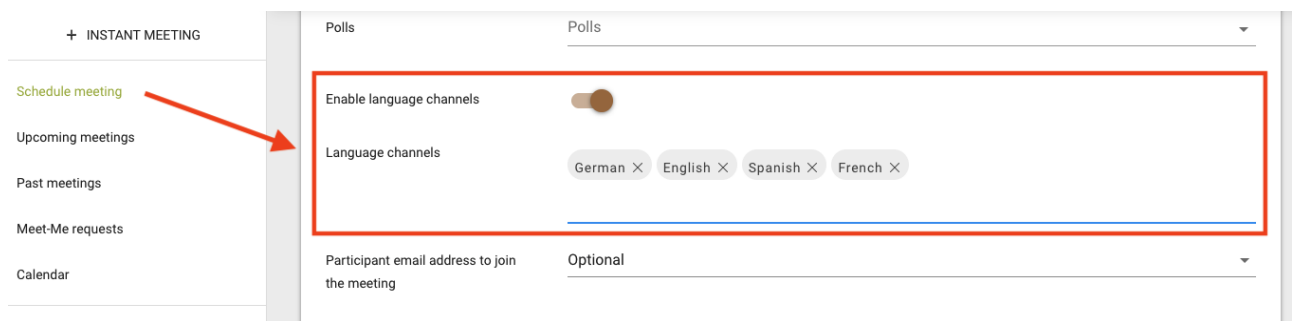 + INSTANT MEETING
Schedule meeting
Upcoming meetings
Past meetings
Meet-Me requests
Calendar
Polls Polls
Enable language channels
Language channels
German × English × Spanish × French ×
Participant email address to join Optional
the meeting